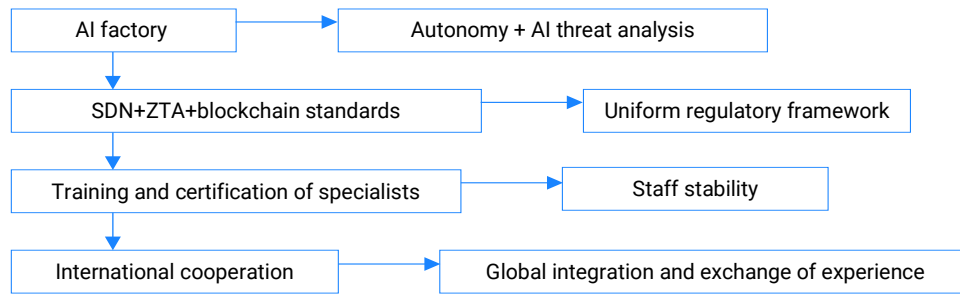 AI factory
Autonomy + AI threat analysis
SDN+ZTA+blockchain standards
Uniform regulatory framework
Training and certification of specialists
Staff stability
International cooperation
Global integration and exchange of experience